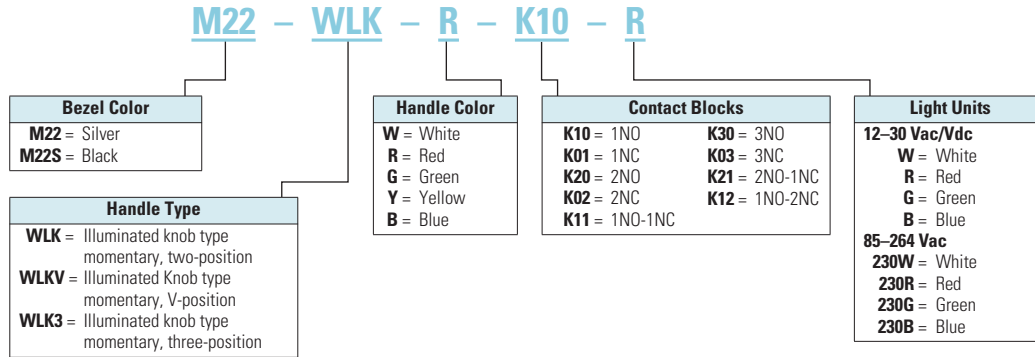 M22 – WLK – R – K10 – R
Bezel Color
M22 = Silver
M22S = Black
Handle Type
WLK = Illuminated knob type
momentary, two-position
WLKV = Illuminated Knob type
momentary, V-position
WLK3 = Illuminated knob type
momentary, three-position
Handle Color
W = White
R = Red
G = Green
Y = Yellow
B = Blue
Contact Blocks
K10 = 1NO
K01 = 1NC
K20 = 2NO
K02 = 2NC
K11 = 1NO-1NC
K30 = 3NO
K03 = 3NC
K21 = 2NO-1NC
K12 = 1NO-2NC
Light Units
12–30 Vac/Vdc
W = White
R = Red
G = Green
B = Blue
85–264 Vac
230W = White
230R = Red
230G = Green
230B = Blue